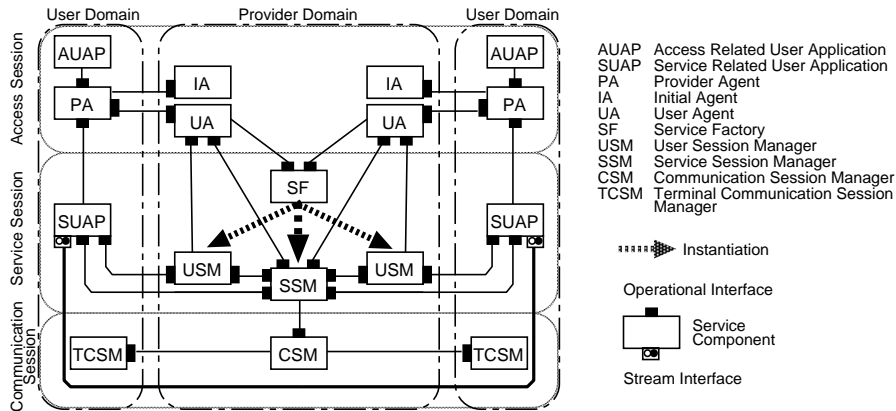 User Domain Provider Domain User Domain
Access Session
AUAP AUAP
IA IA
PA PA
UA UA
Service Session
SF
SUAP SUAP
USM USM
SSM
Communication
Session
TCSM CSM TCSM
AUAP Access Related User Application
SUAP Service Related User Application
PA Provider Agent
IA Initial Agent
UA User Agent
SF Service Factory
USM User Session Manager
SSM Service Session Manager
CSM Communication Session Manager
TCSM Terminal Communication Session
Manager
Instantiation
Operational Interface
Service
Component
Stream Interface